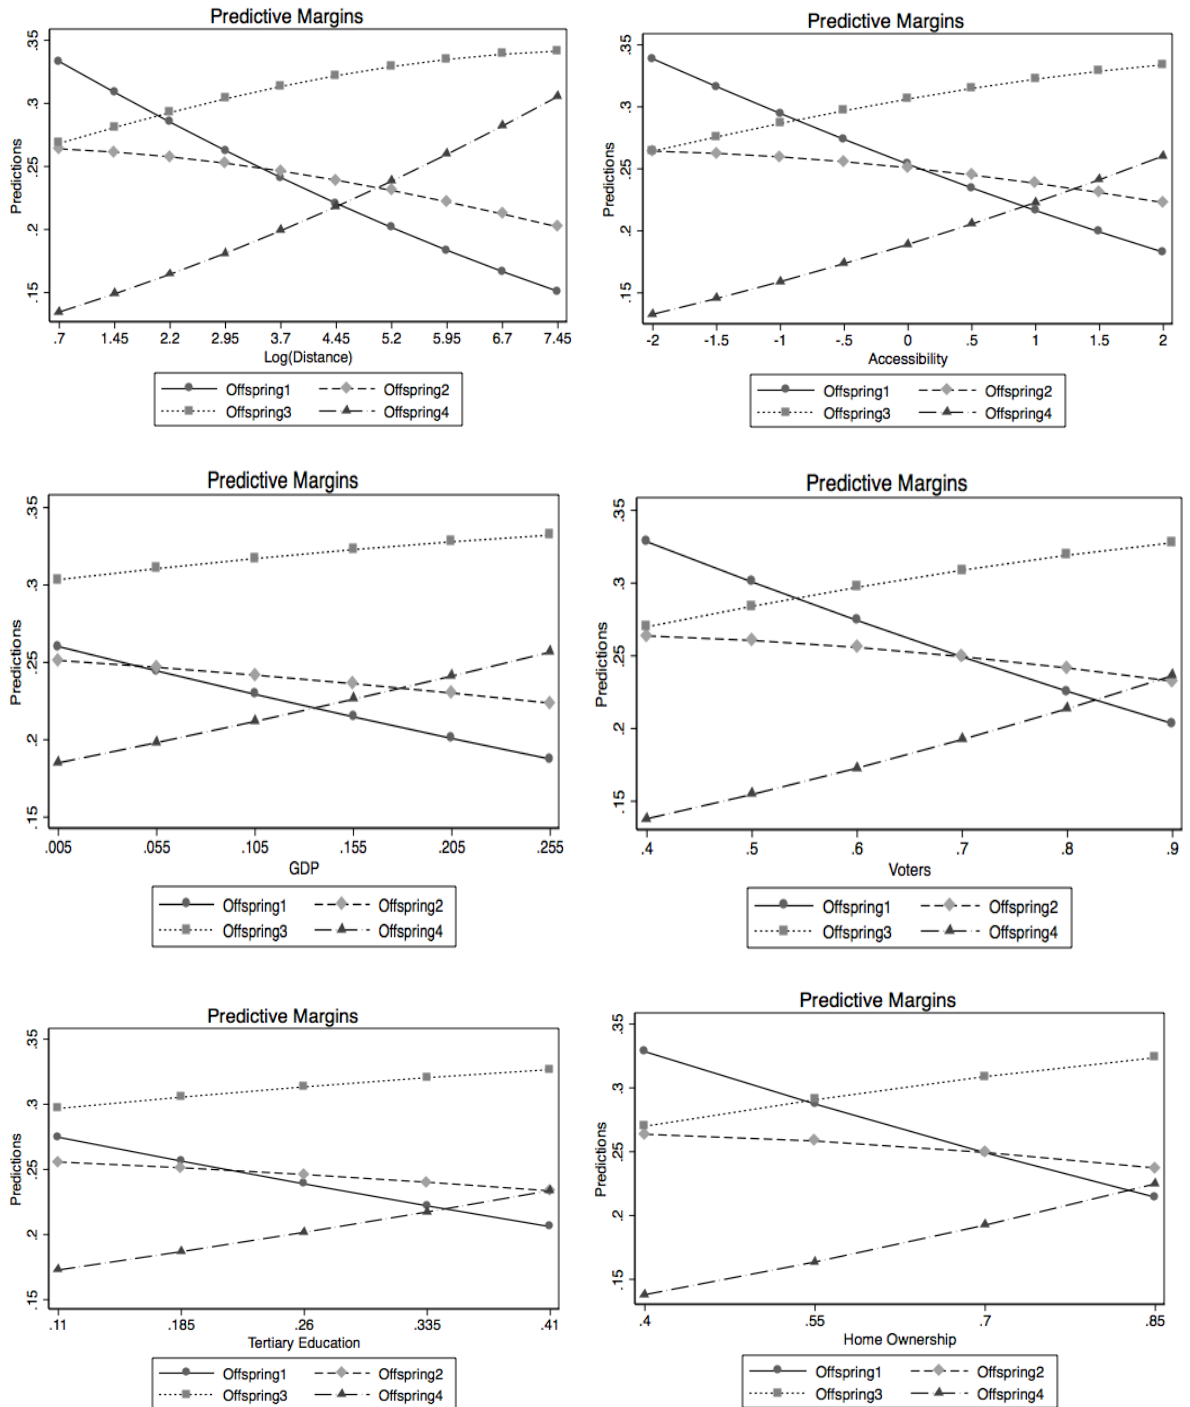 Predictive Margins
.35
.3
.25
.2
.15
Predictions
.7 1.45 2.2 2.95 3.7 4.45 5.2 5.95 6.7 7.45
Log(Distance)
Offspring1 Offspring2
Offspring3 Offspring4
Predictive Margins
.35
.3
.25
.2
.15
Predictions
-2 -1.5 -1 -.5 0 .5 1 1.5 2
Accessibility
Offspring1 Offspring2
Offspring3 Offspring4
Predictive Margins
.35
.3
.25
.2
.15
Predictions
.005 .055 .105 .155 .205 .255
GDP
Offspring1 Offspring2
Offspring3 Offspring4
Predictive Margins
.35
.3
.25
.2
.15
Predictions
.4 .5 .6 .7 .8 .9
Voters
Offspring1 Offspring2
Offspring3 Offspring4
Predictive Margins
.35
.3
.25
.2
.15
Predictions
.11 .185 .26 .335 .41
Tertiary Education
Offspring1 Offspring2
Offspring3 Offspring4
Predictive Margins
.35
.3
.25
.2
.15
Predictions
.4 .55 .7 .85
Home Ownership
Offspring1 Offspring2
Offspring3 Offspring4